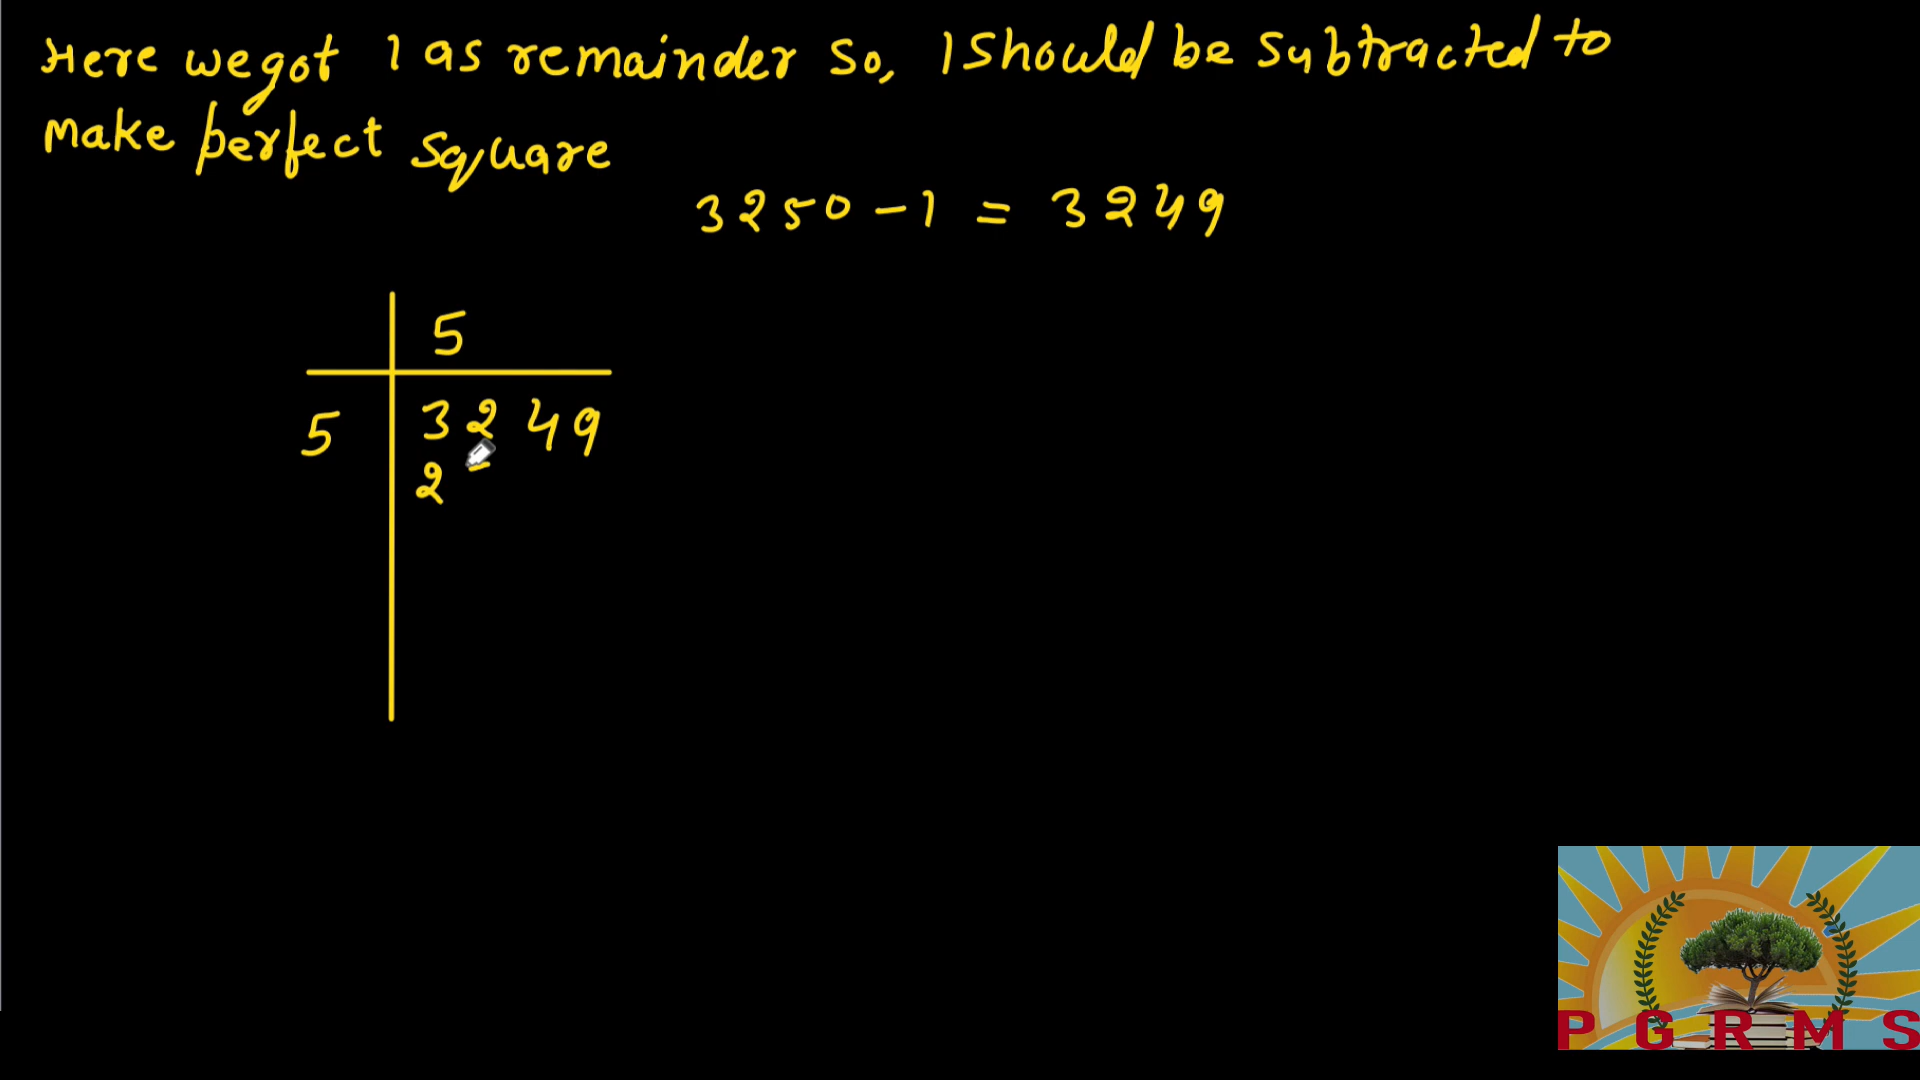 Here we got 1 as remainder so, 1 should be subtracted to
Make perfect square
3250 - 1 = 3249
5
5 3249
2
PGRMS